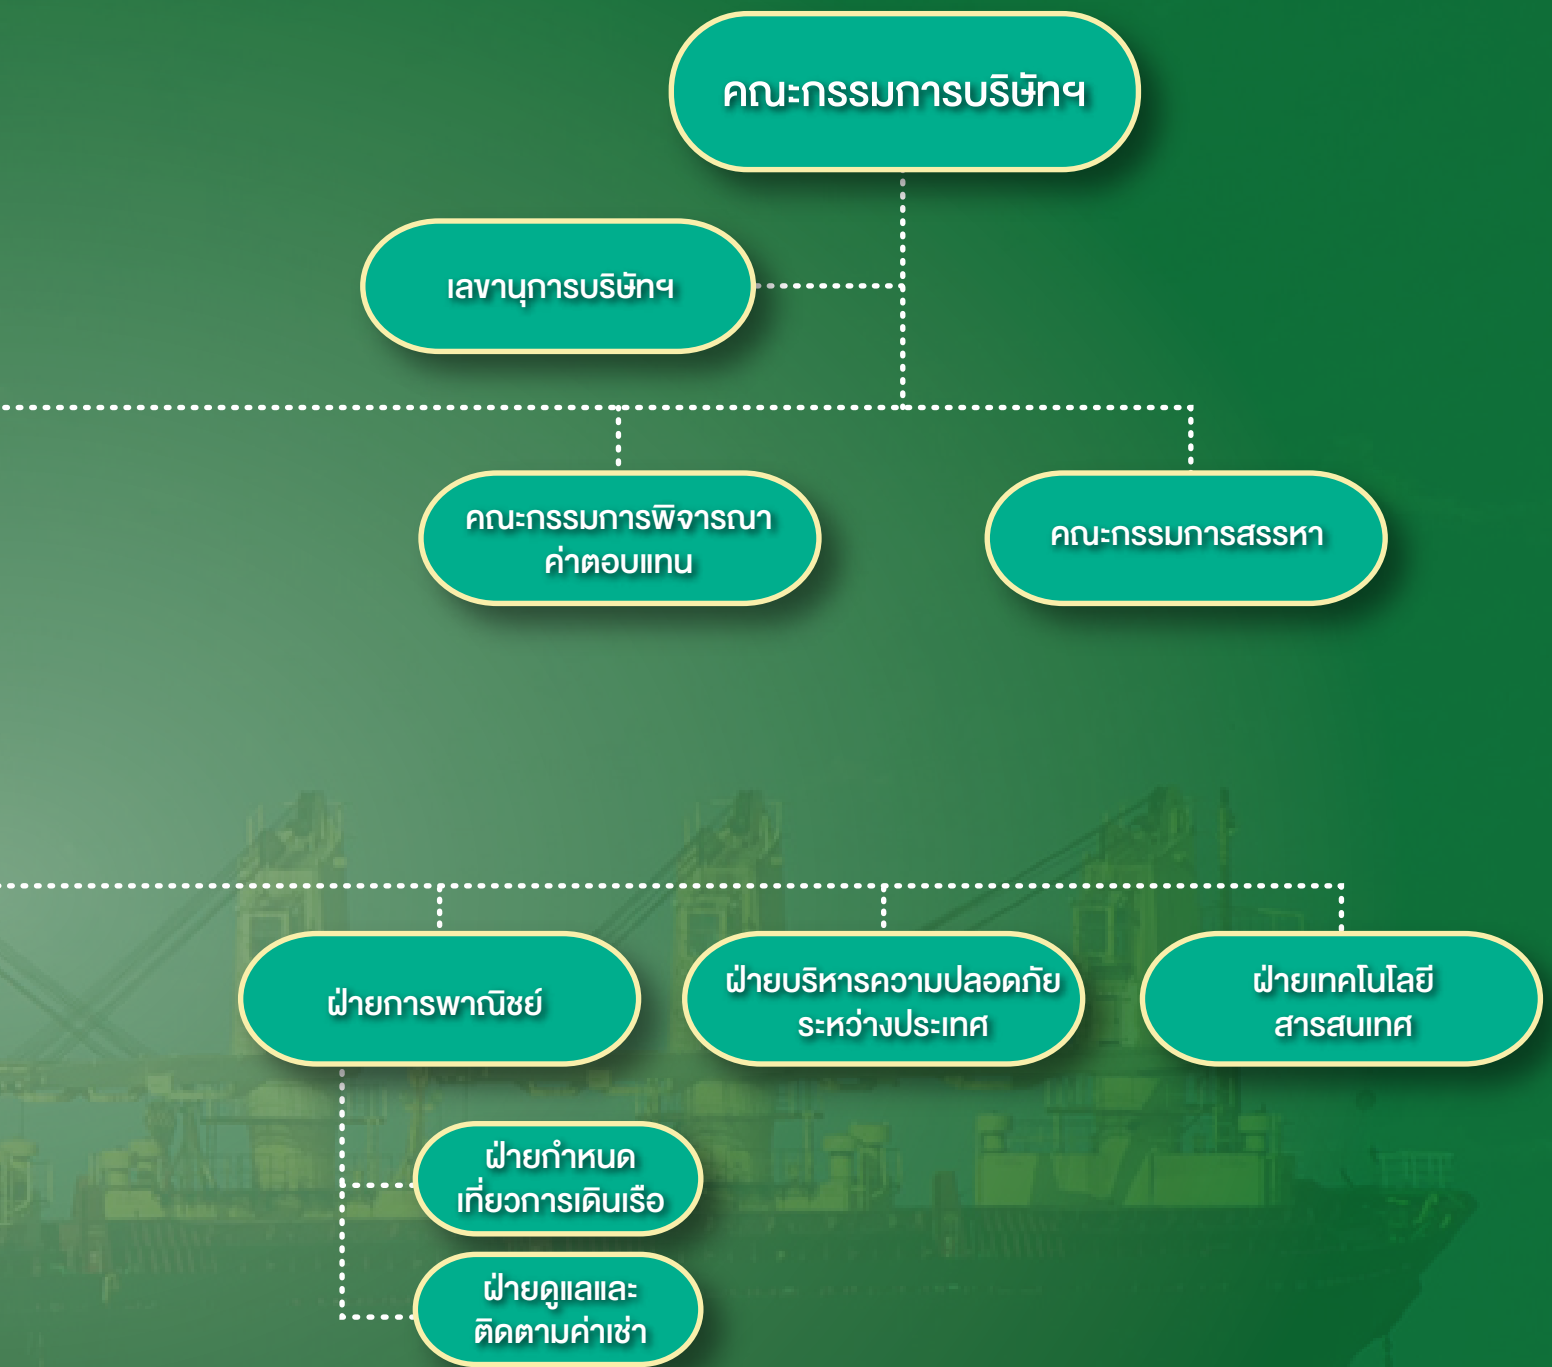 คณะกรรมการบริษัทฯ
เลขานุการบริษัทฯ
คณะกรรมการพิจารณา
ค่าตอบแทน
คณะกรรมการสรรหา
ฝ่ายการพาณิชย์
ฝ่ายบริหารความปลอดภัย
ระหว่างประเทศ
ฝ่ายเทคโนโลยี
สารสนเทศ
ฝ่ายกำหนด
เที่ยวการเดินเรือ
ฝ่ายดูแลและ
ติดตามค่าเช่า